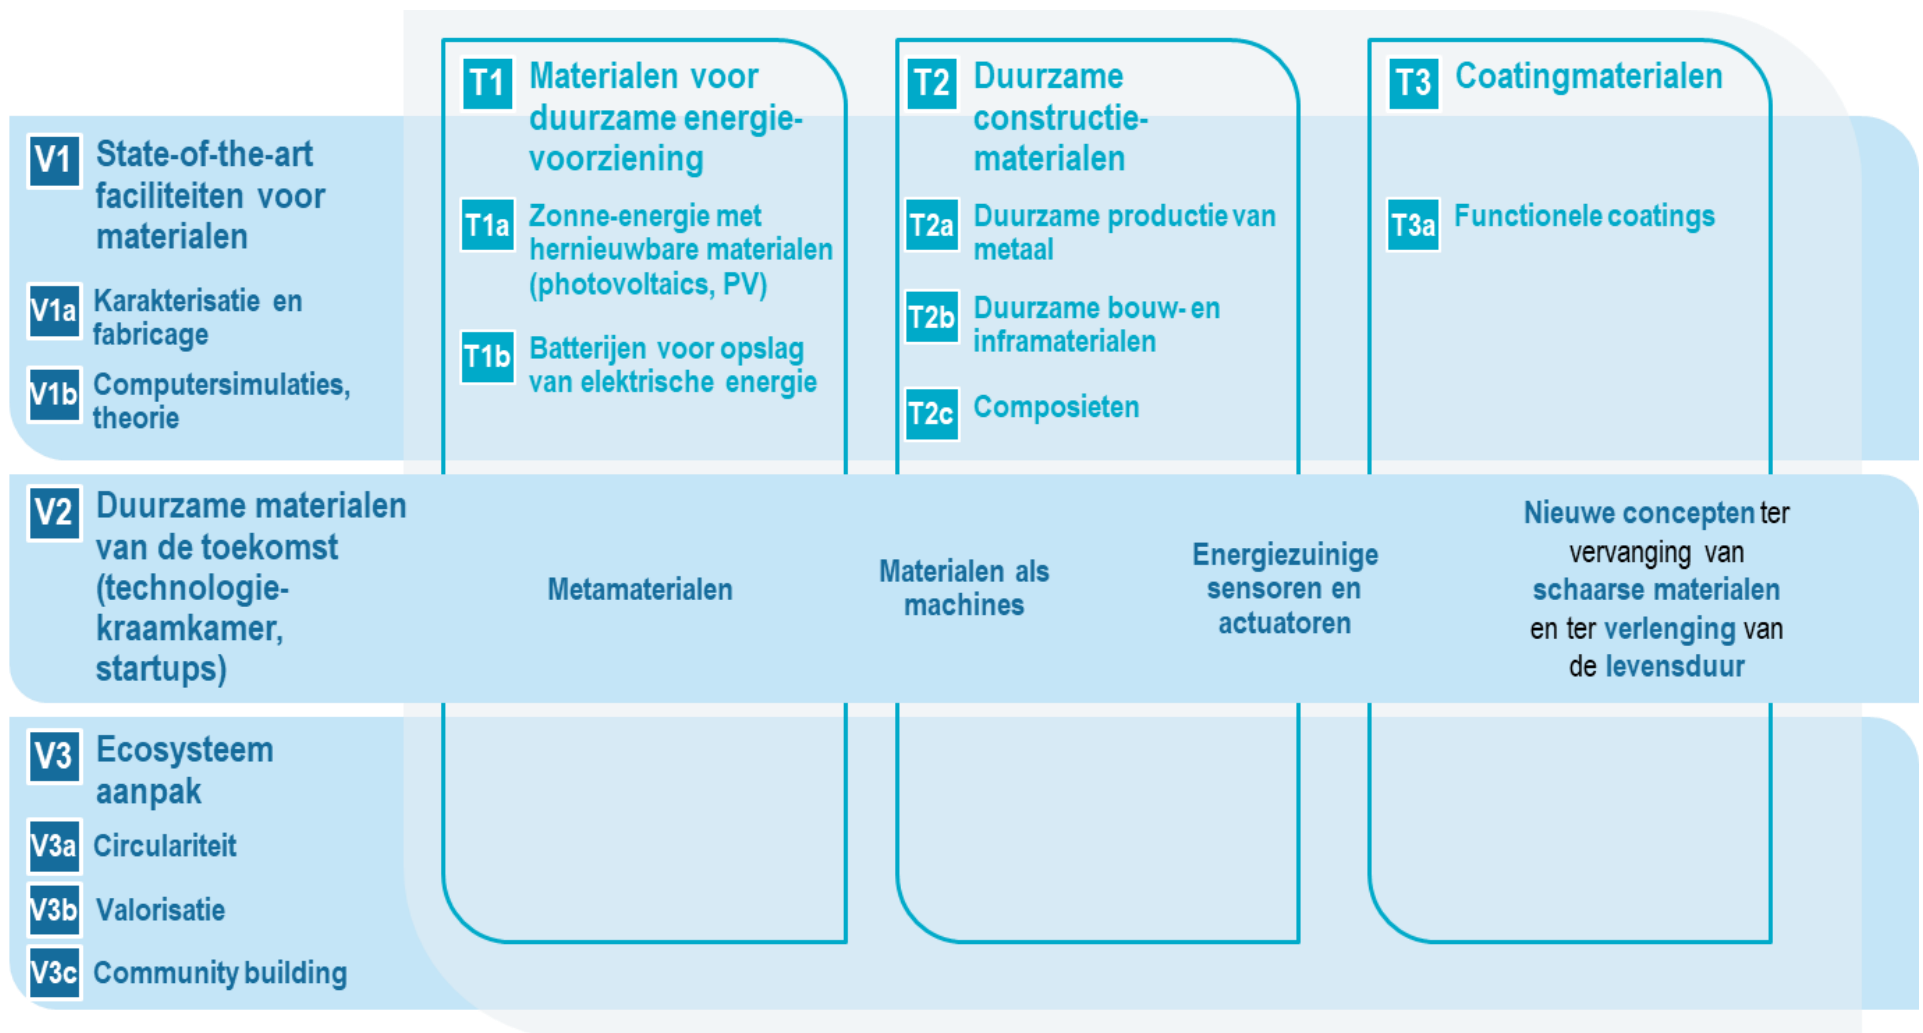 T1 Materialen voor
duurzame energie-
voorziening
T1a Zonne-energie met
hernieuwbare materialen
(photovoltaics, PV)
T1b Batterijen voor opslag
van elektrische energie
T2 Duurzame
constructie-
materialen
T2a Duurzame productie van
metaal
T2b Duurzame bouw- en
inframaterialen
T2c Composieten
T3 Coatingmaterialen
T3a Functionele coatings
V1 State-of-the-art
faciliteiten voor
materialen
V1a Karakterisatie en
fabricage
V1b Computersimulaties,
theorie
V2 Duurzame materialen
van de toekomst
(technologie-
kraamkamer,
startups)
Metamaterialen
Materialen als
machines
Energiezuinige
sensoren en
actuatoren
Nieuwe concepten ter
vervanging van
schaarse materialen
en ter verlenging van
de levensduur
V3 Ecosysteem
aanpak
V3a Circulariteit
V3b Valorisatie
V3c Community building